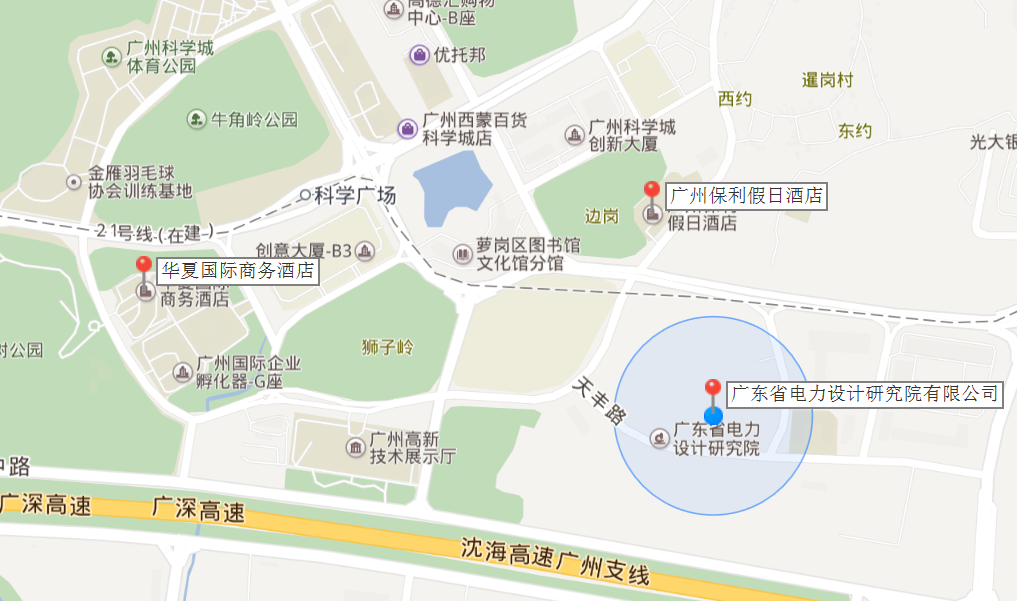 高德汇购物
中心-B座
广州科学城
体育公园
优托邦
暹岗村
西约
牛角岭公园
广州西蒙百货
科学城店
广州科学城
创新大厦
东约
光大银
金雁羽毛球
协会训练基地
科学广场
广州保利假日酒店
边岗
假日酒店
21号线(在建)
创意大厦-B3
萝岗区图书馆
文化馆分馆
华夏国际商务酒店
华夏国际
商务酒店
树公园
狮子岭
广州国际企业
孵化器-G座
天丰路
广东省电力设计研究院有限公司
广东省电力
设计研究院
广州高新
技术展示厅
中路
广深高速
广深高速
沈海高速广州支线